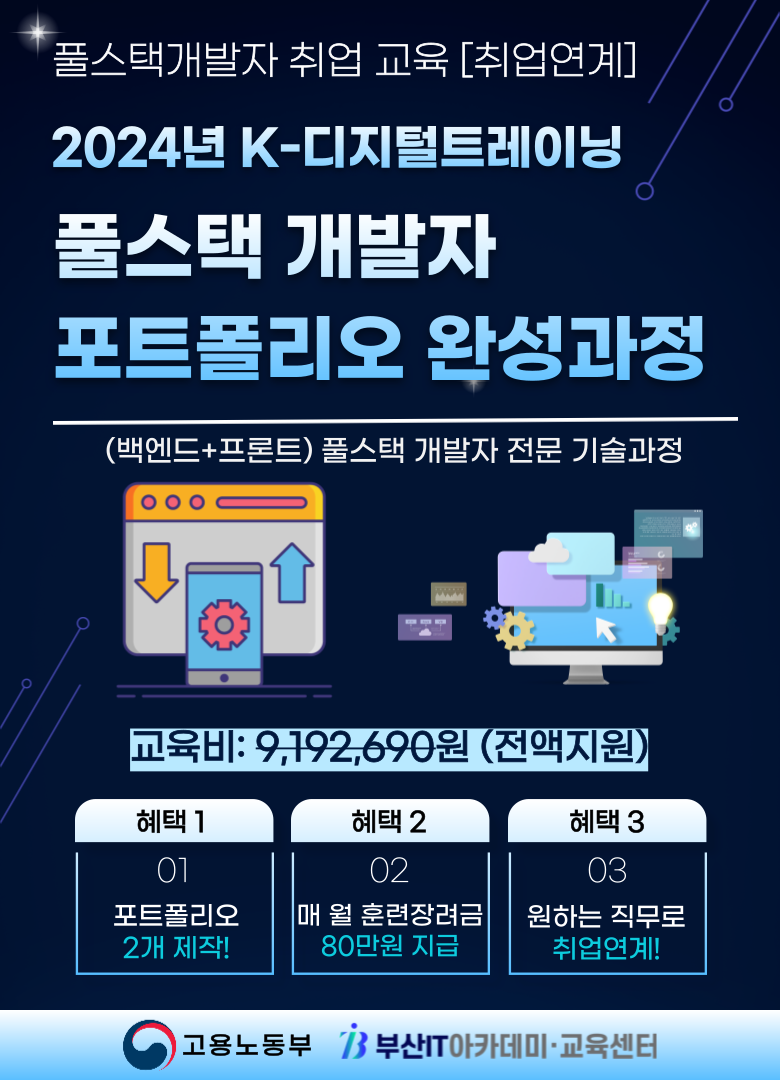 풀스택개발자 취업 교육 [취업연계]
2024년 K-디지털트레이닝
풀스택 개발자
포트폴리오 완성과정
(백엔드+프론트) 풀스택 개발자 전문 기술과정
교육비: 9,192,690원 (전액지원)
혜택 1
01
포트폴리오
2개 제작!
혜택 2
02
매 월 훈련장려금
80만원 지급
혜택 3
03
원하는 직무로
취업연계!
고용노동부
부산IT아카데미·교육센터